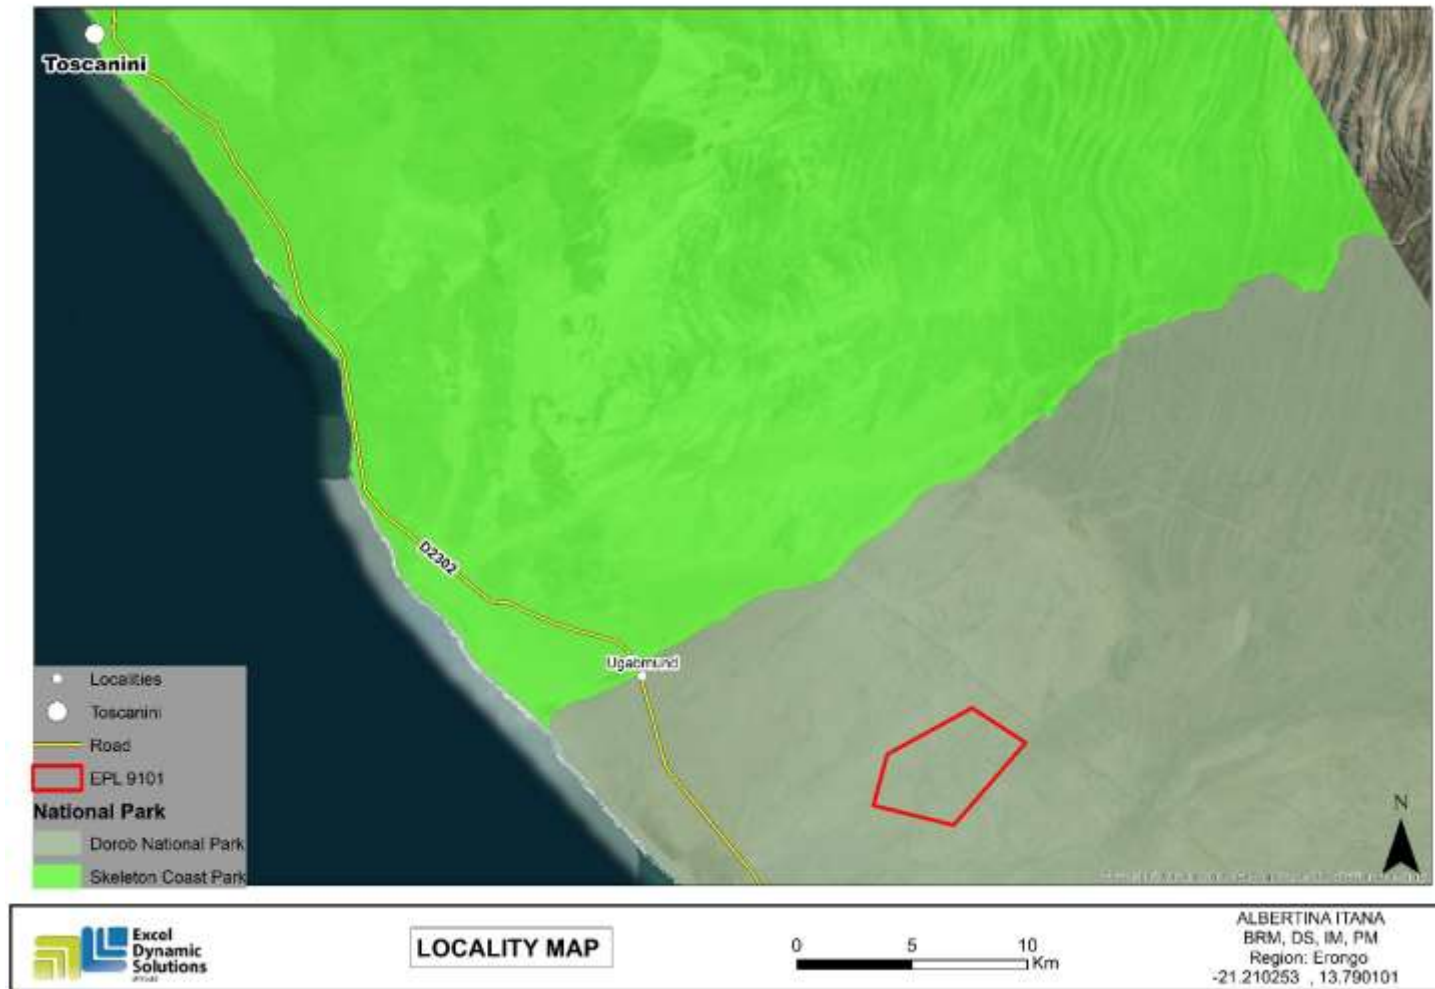 Toscanini
D2302
Ugabmund
Localities
Toscanini
Road
EPL 9101
National Park
Dorob National Park
Skeleton Coast Park
N
Excel
Dynamic
Solutions
LOCALITY MAP
0 5 10
Km
ALBERTINA ITANA
BRM, DS, IM, PM
Region: Erongo
-21.210253 , 13.790101